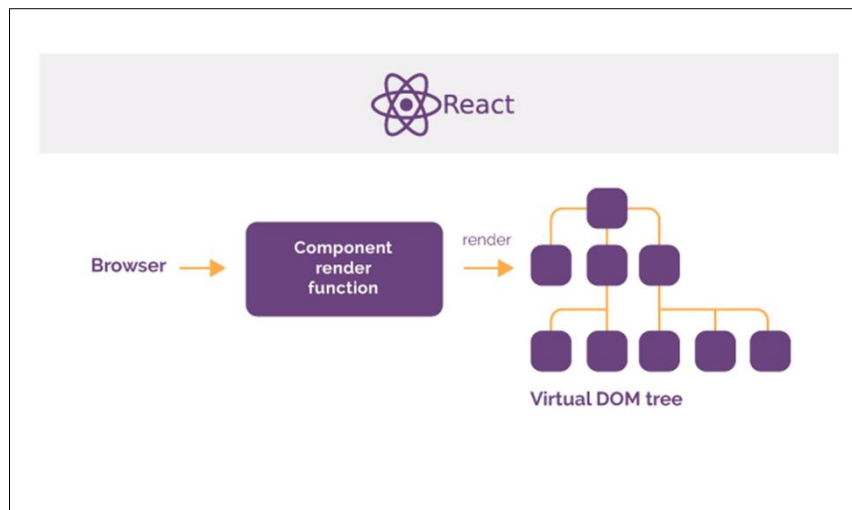 React
Browser
Component
render
function
render
Virtual DOM tree